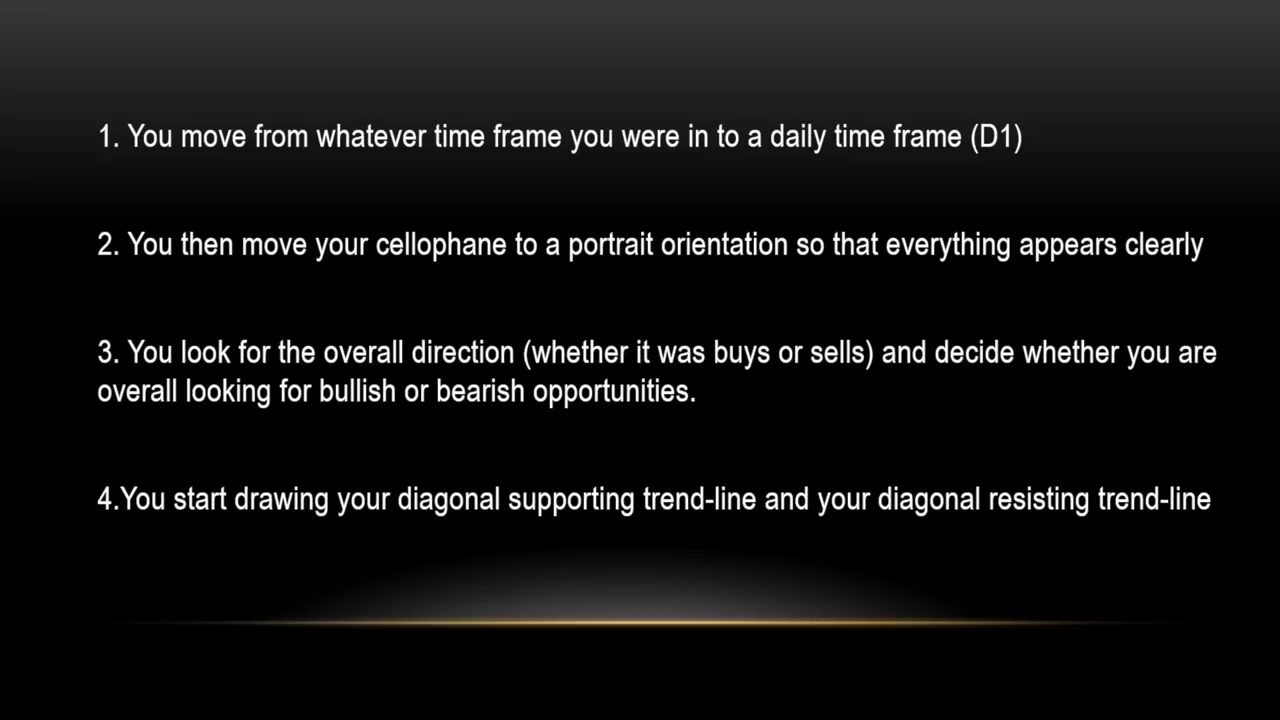 1. You move from whatever time frame you were in to a daily time frame (D1)
2. You then move your cellophane to a portrait orientation so that everything appears clearly
3. You look for the overall direction (whether it was buys or sells) and decide whether you are
overall looking for bullish or bearish opportunities.
4.You start drawing your diagonal supporting trend-line and your diagonal resisting trend-line